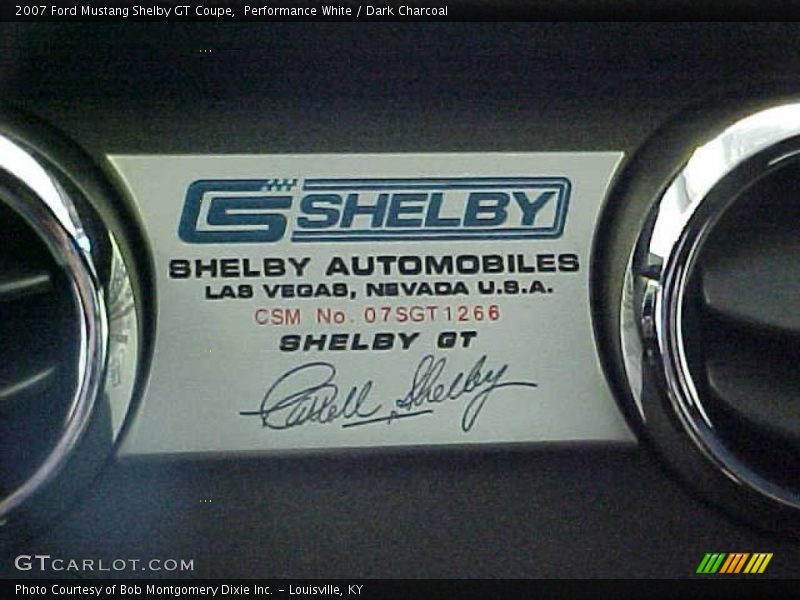 2007 Ford Mustang Shelby GT Coupe,  Performance White / Dark Charcoal
CS SHELBY
SHELBY AUTOMOBILES
LAS VEGAS, NEVADA U.S.A.
CSM No. 07SGT1266
SHELBY GT
Carroll Shelby
GTCARLOT.COM
Photo Courtesy of Bob Montgomery Dixie Inc. – Louisville, KY